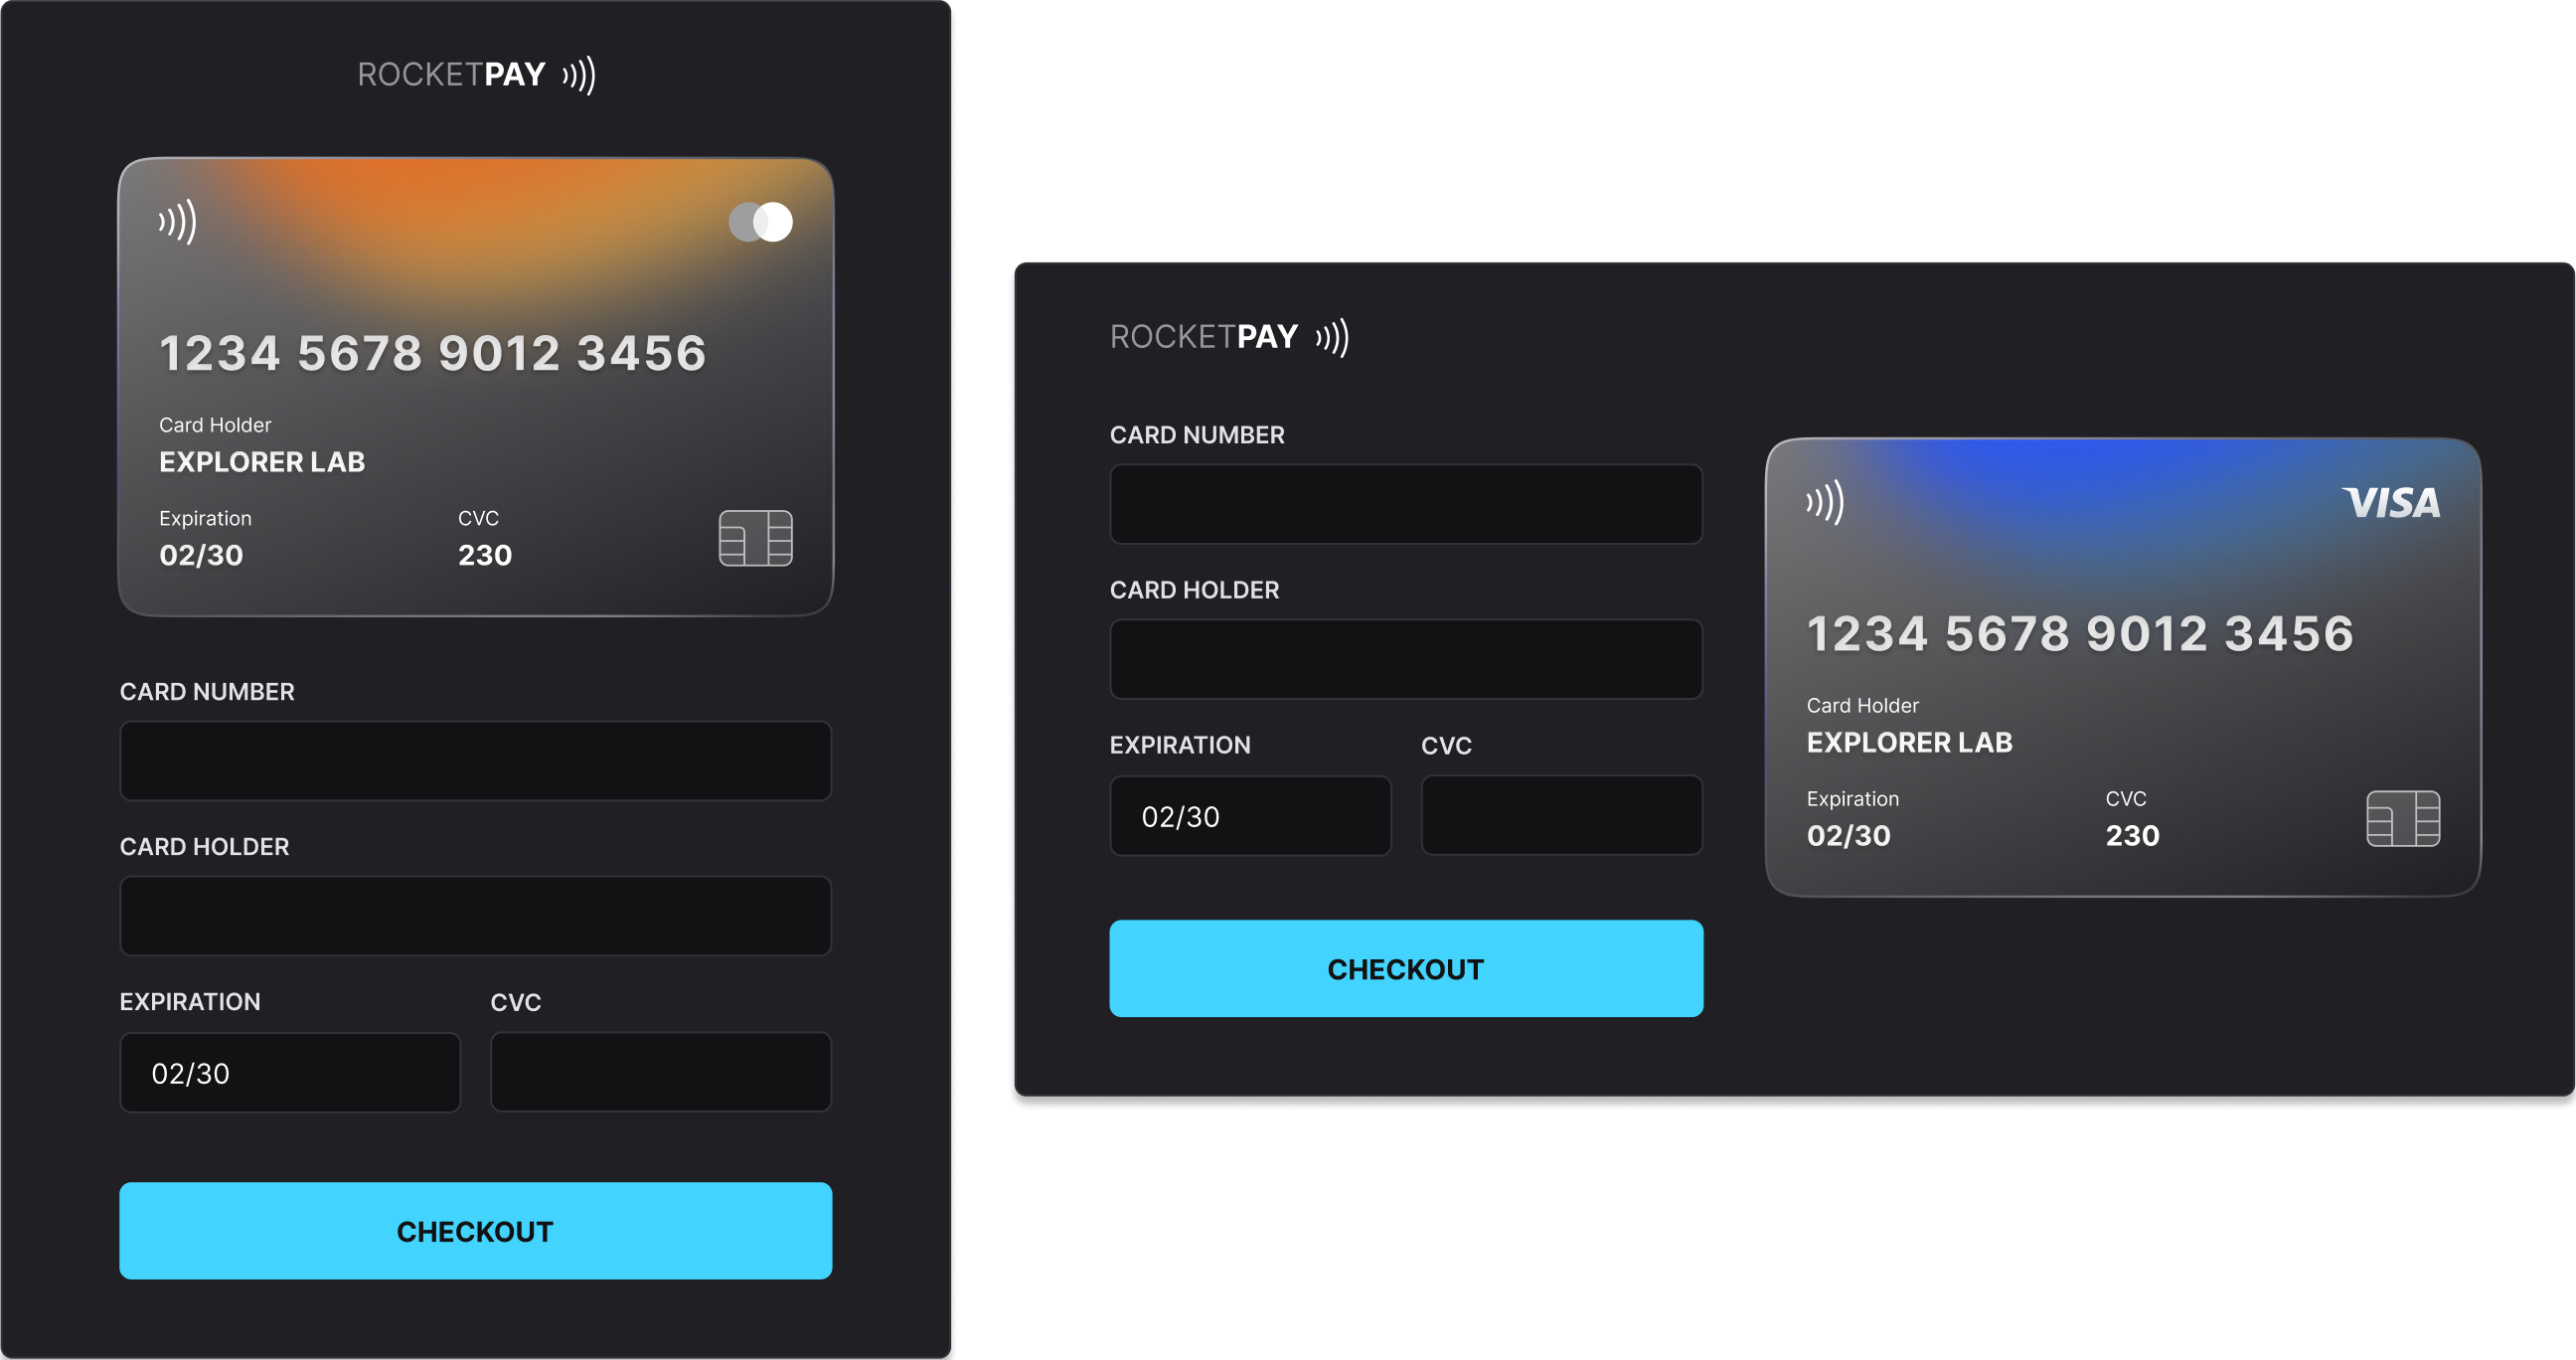 ROCKETPAY
1234 5678 9012 3456
Card Holder
EXPLORER LAB
Expiration CVC
02/30 230
CARD NUMBER
CARD HOLDER
EXPIRATION CVC
02/30
CHECKOUT
ROCKETPAY
CARD NUMBER
CARD HOLDER
EXPIRATION CVC
02/30
CHECKOUT
VISA
1234 5678 9012 3456
Card Holder
EXPLORER LAB
Expiration CVC
02/30 230